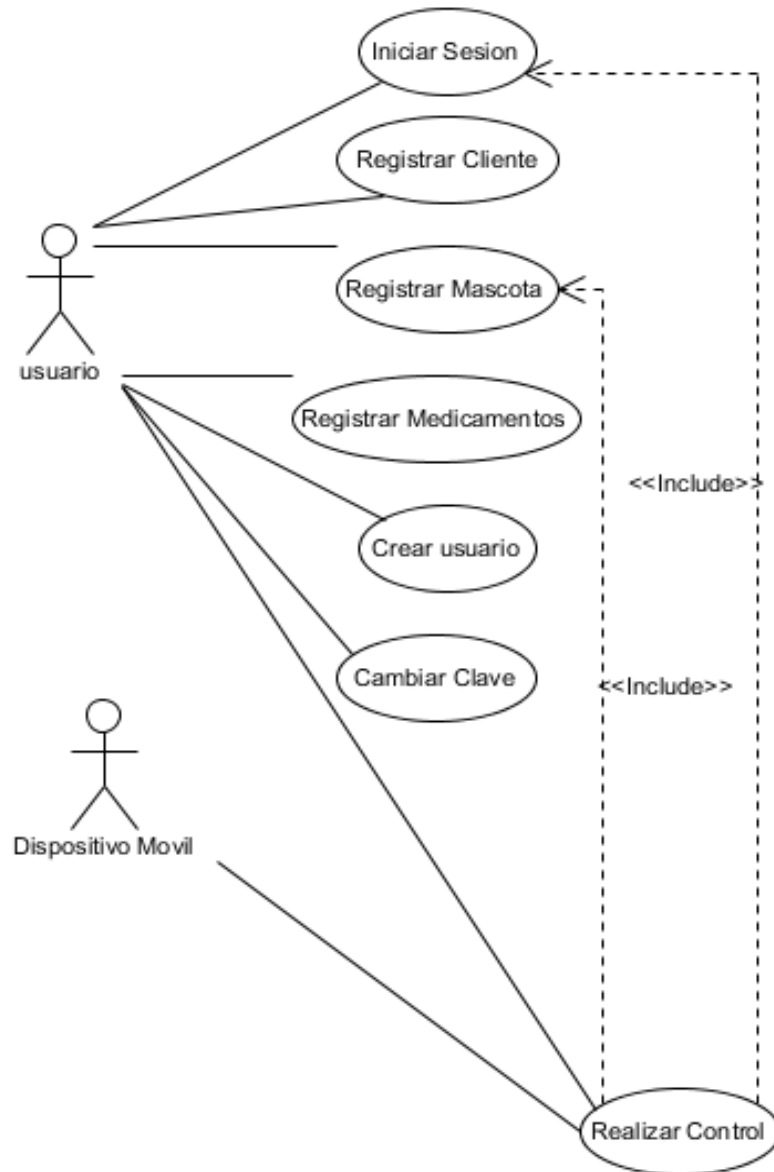 Iniciar Sesion
Registrar Cliente
Registrar Mascota
usuario
Registrar Medicamentos
<<Include>>
Crear usuario
Cambiar Clave
<<Include>>
Dispositivo Movil
Realizar Control